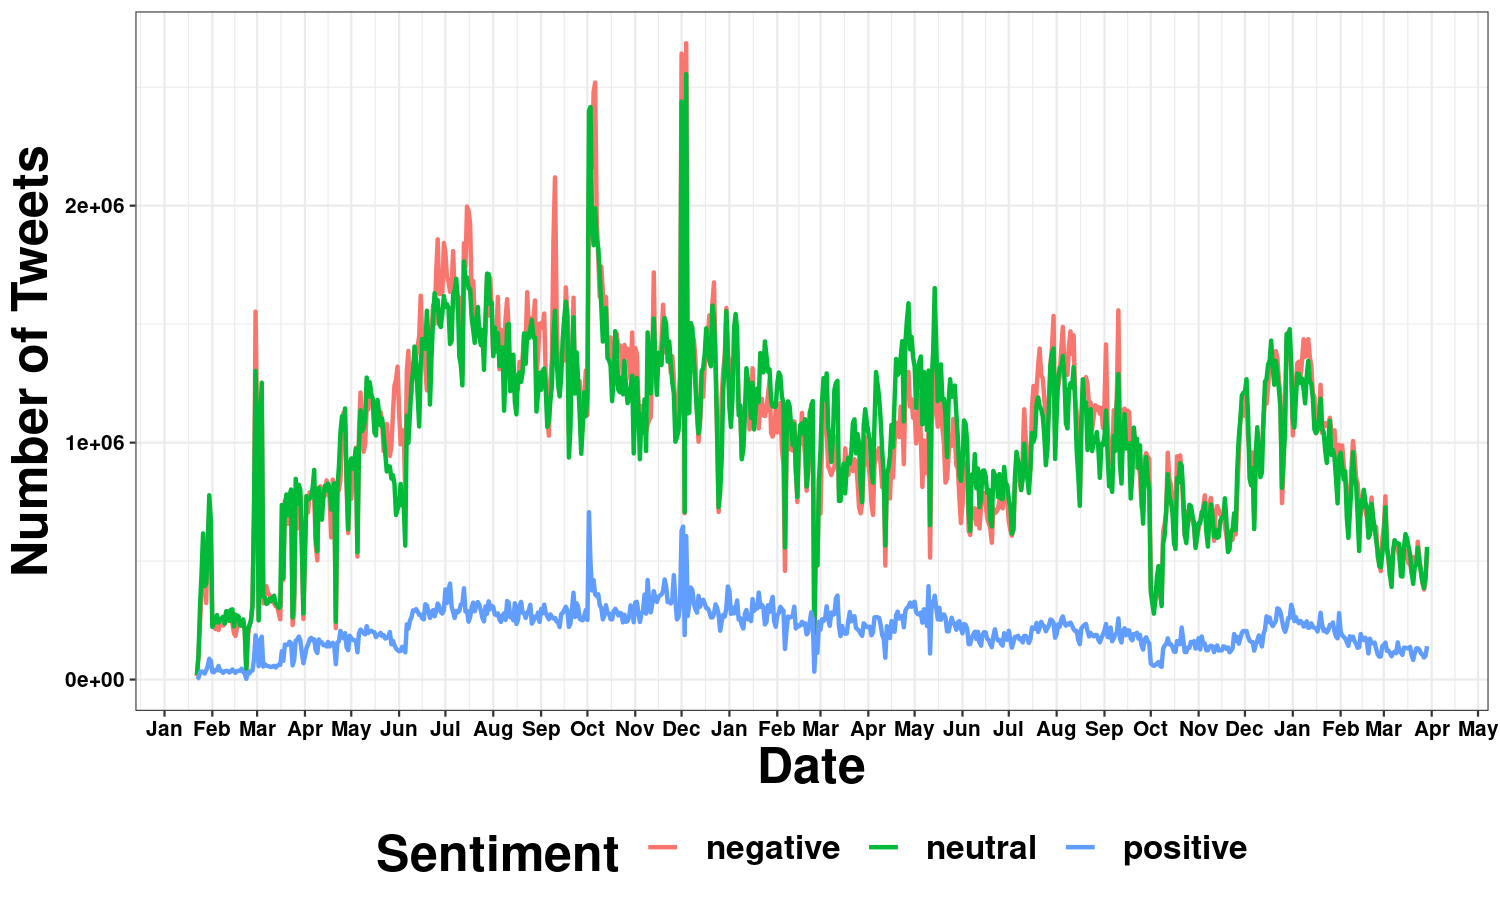 Number of Tweets
2e+06
1e+06
0e+00
Jan Feb Mar Apr May Jun Jul Aug Sep Oct Nov Dec Jan Feb Mar Apr May Jun Jul Aug Sep Oct Nov Dec Jan Feb Mar Apr May
Date
Sentiment negative neutral positive